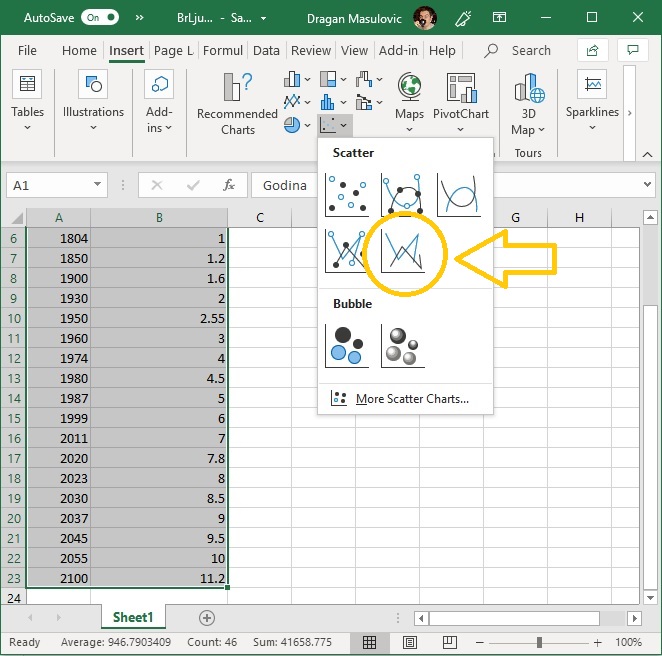 AutoSave On » BrLju... - Sa... Dragan Masulovic
File Home Insert Page L Formul Data Review View Add-in Help Search
Tables Illustrations Add-ins Recommended Charts Maps PivotChart 3D Map Sparklines
Tours
A1 fx Godina
Scatter
Bubble
More Scatter Charts...
A B C G H
6 1804 1
7 1850 1.2
8 1900 1.6
9 1930 2
10 1950 2.55
11 1960 3
12 1974 4
13 1980 4.5
14 1987 5
15 1999 6
16 2011 7
17 2020 7.8
18 2023 8
19 2030 8.5
20 2037 9
21 2045 9.5
22 2055 10
23 2100 11.2
24
Sheet1
Ready Average: 946.7903409 Count: 46 Sum: 41658.775 100%